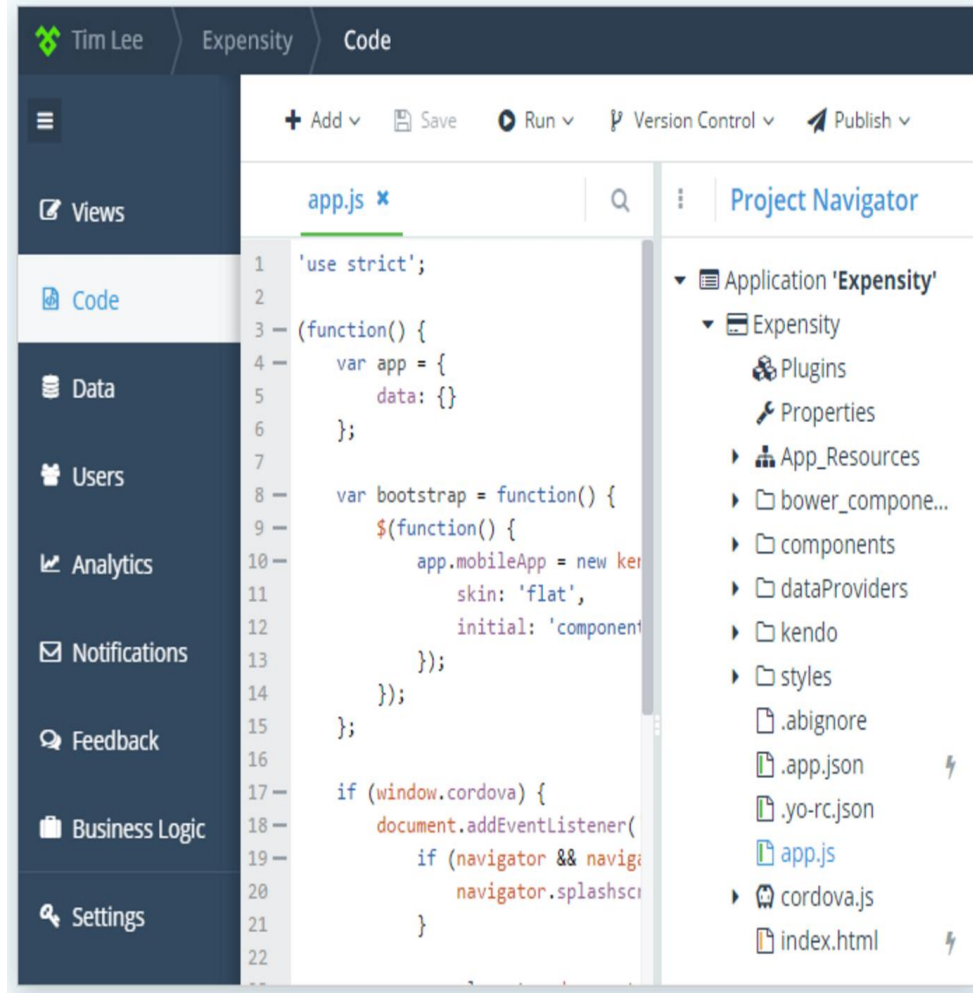 Tim Lee Expensity Code
Add Save Run Version Control Publish
Views
Code
Data
Users
Analytics
Notifications
Feedback
Business Logic
Settings
app.js
1 'use strict';
2
3 (function() {
4 var app = {
5 data: {}
6 };
7
8 var bootstrap = function() {
9 $(function() {
10 app.mobileApp = new ken
11 skin: 'flat',
12 initial: 'component
13 });
14 });
15 };
16
17 if (window.cordova) {
18 document.addEventListener(
19 if (navigator && naviga
20 navigator.splashscr
21 }
22
Project Navigator
Application 'Expensity'
Expensity
Plugins
Properties
App_Resources
bower_compone...
components
dataProviders
kendo
styles
.abignore
.app.json
.yo-rc.json
app.js
cordova.js
index.html